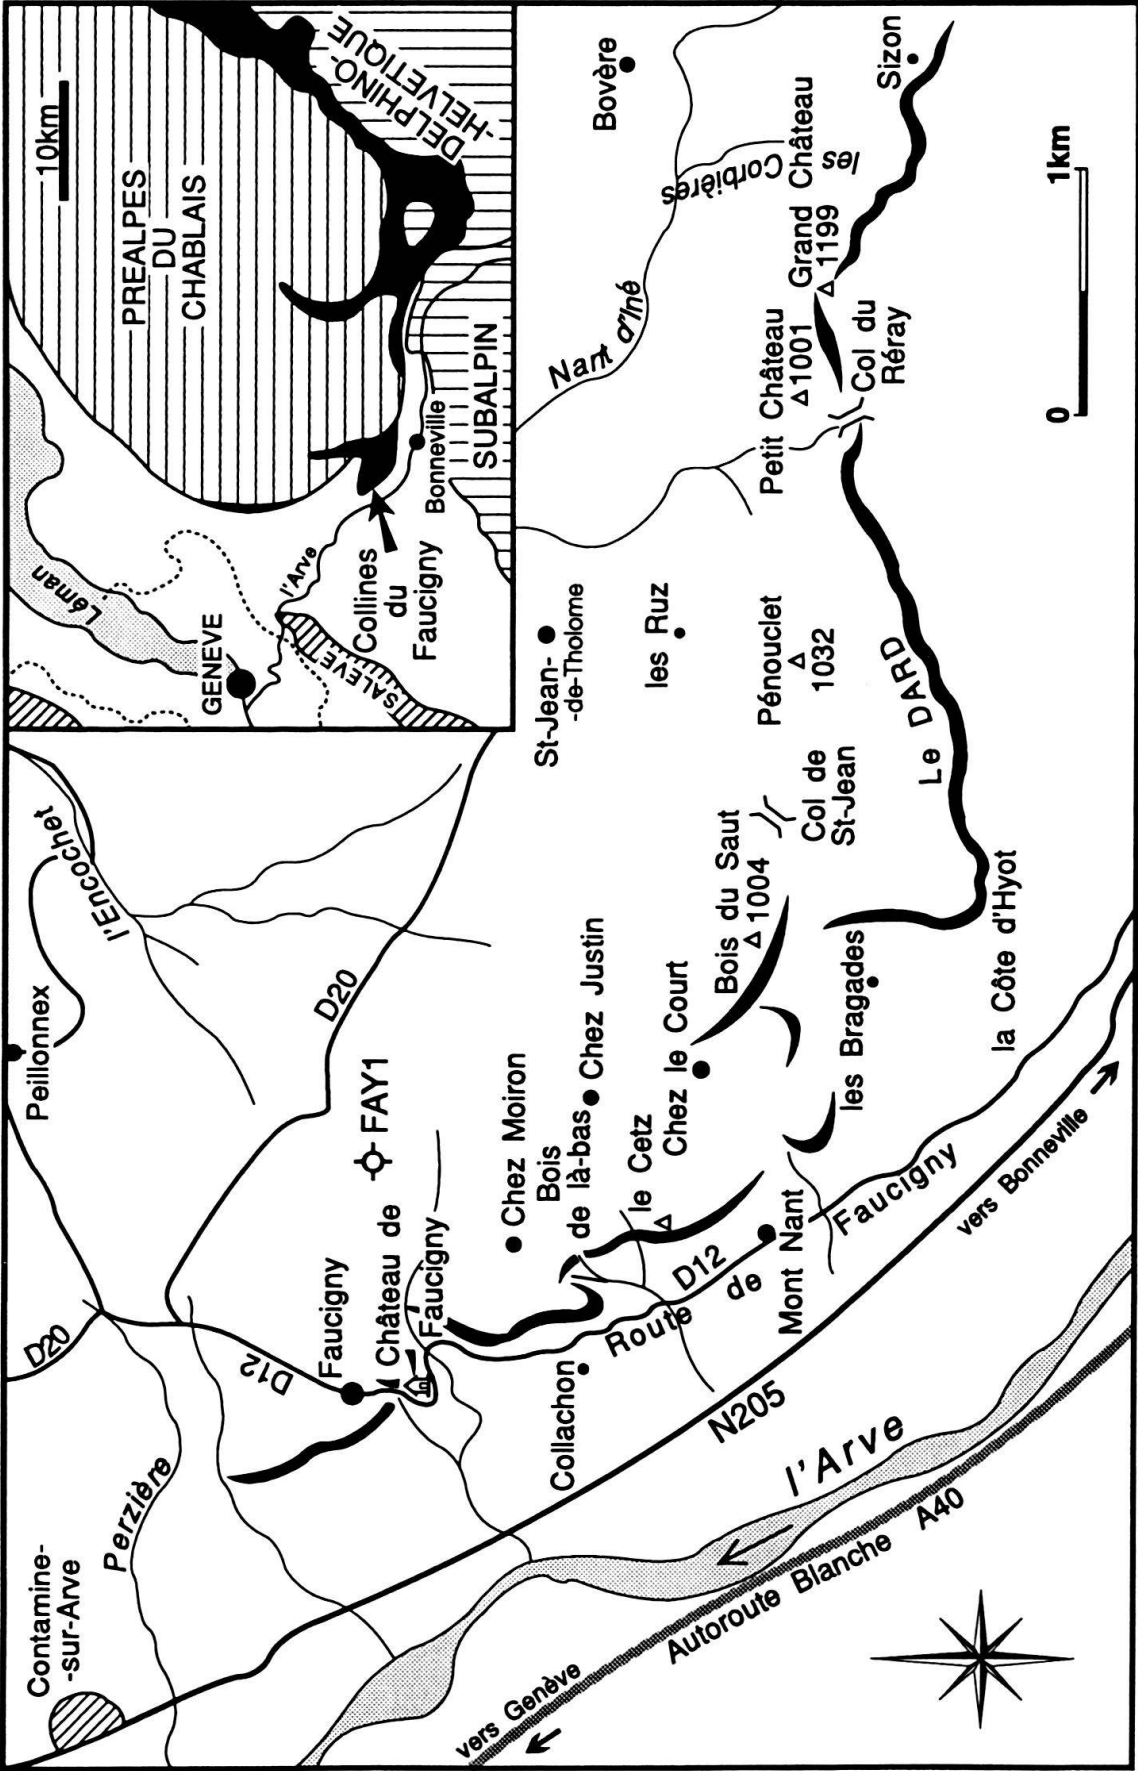 Contamine-
-sur-Arve
Perzière
D20
Peillonnex
l'Encochet
D12
Faucigny
Château de
Faucigny
FAY1
D20
Chez Moiron
Bois
de là-bas
Chez Justin
le Cetz
Chez le Court
Bois du Saut
1004
Col de
St-Jean
Collachon
Route de Faucigny
D12
Mont Nant
les Bragades
la Côte d'Hyot
Le DARD
N205
vers Bonneville
l'Arve
Autoroute Blanche A40
vers Genève
St-Jean-
-de-Tholome
les Ruz
Pénouclet
1032
Petit Château
1001
Col du
Réray
Grand Château
1199
les
Corbières
Nant d'Iné
Bovère
Sizon
0
1km
Léman
GENEVE
SALEVE
l'Arve
Collines
du
Faucigny
Bonneville
PREALPES
DU
CHABLAIS
SUBALPIN
DELPHINO-
-HELVETIQUE
10km